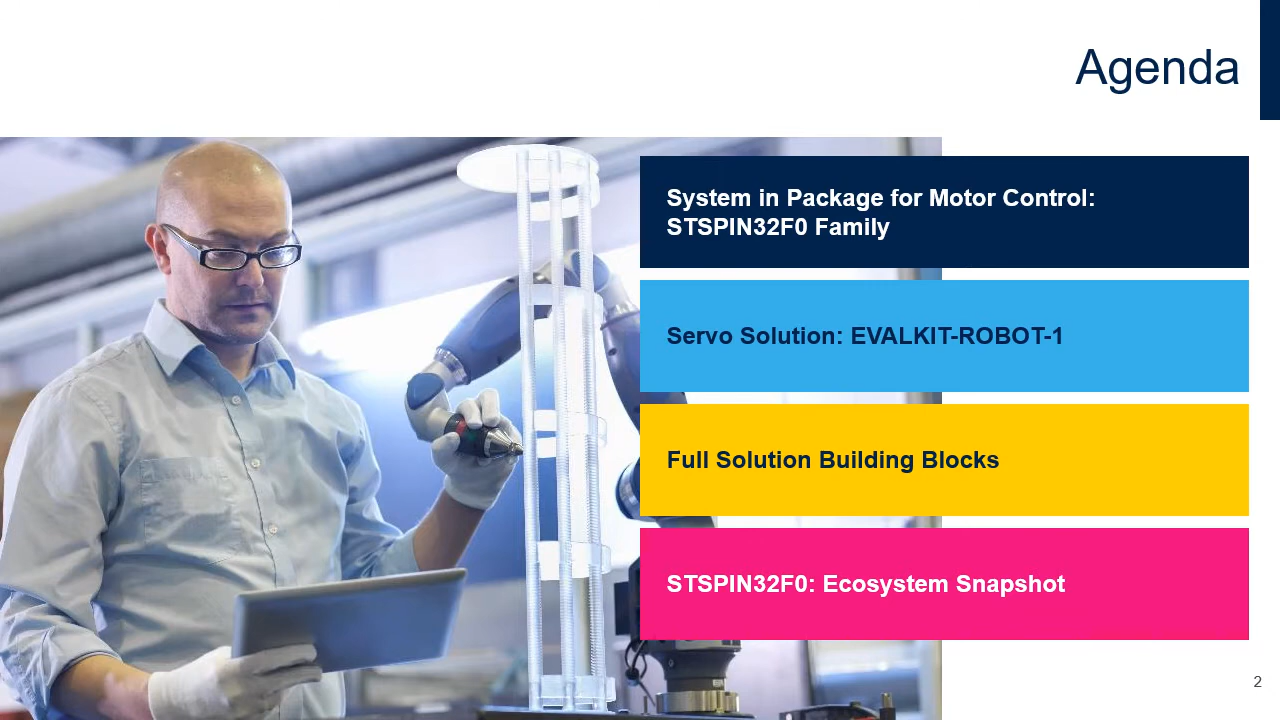 Agenda
System in Package for Motor Control:
STSPIN32F0 Family
Servo Solution: EVALKIT-ROBOT-1
Full Solution Building Blocks
STSPIN32F0: Ecosystem Snapshot
2